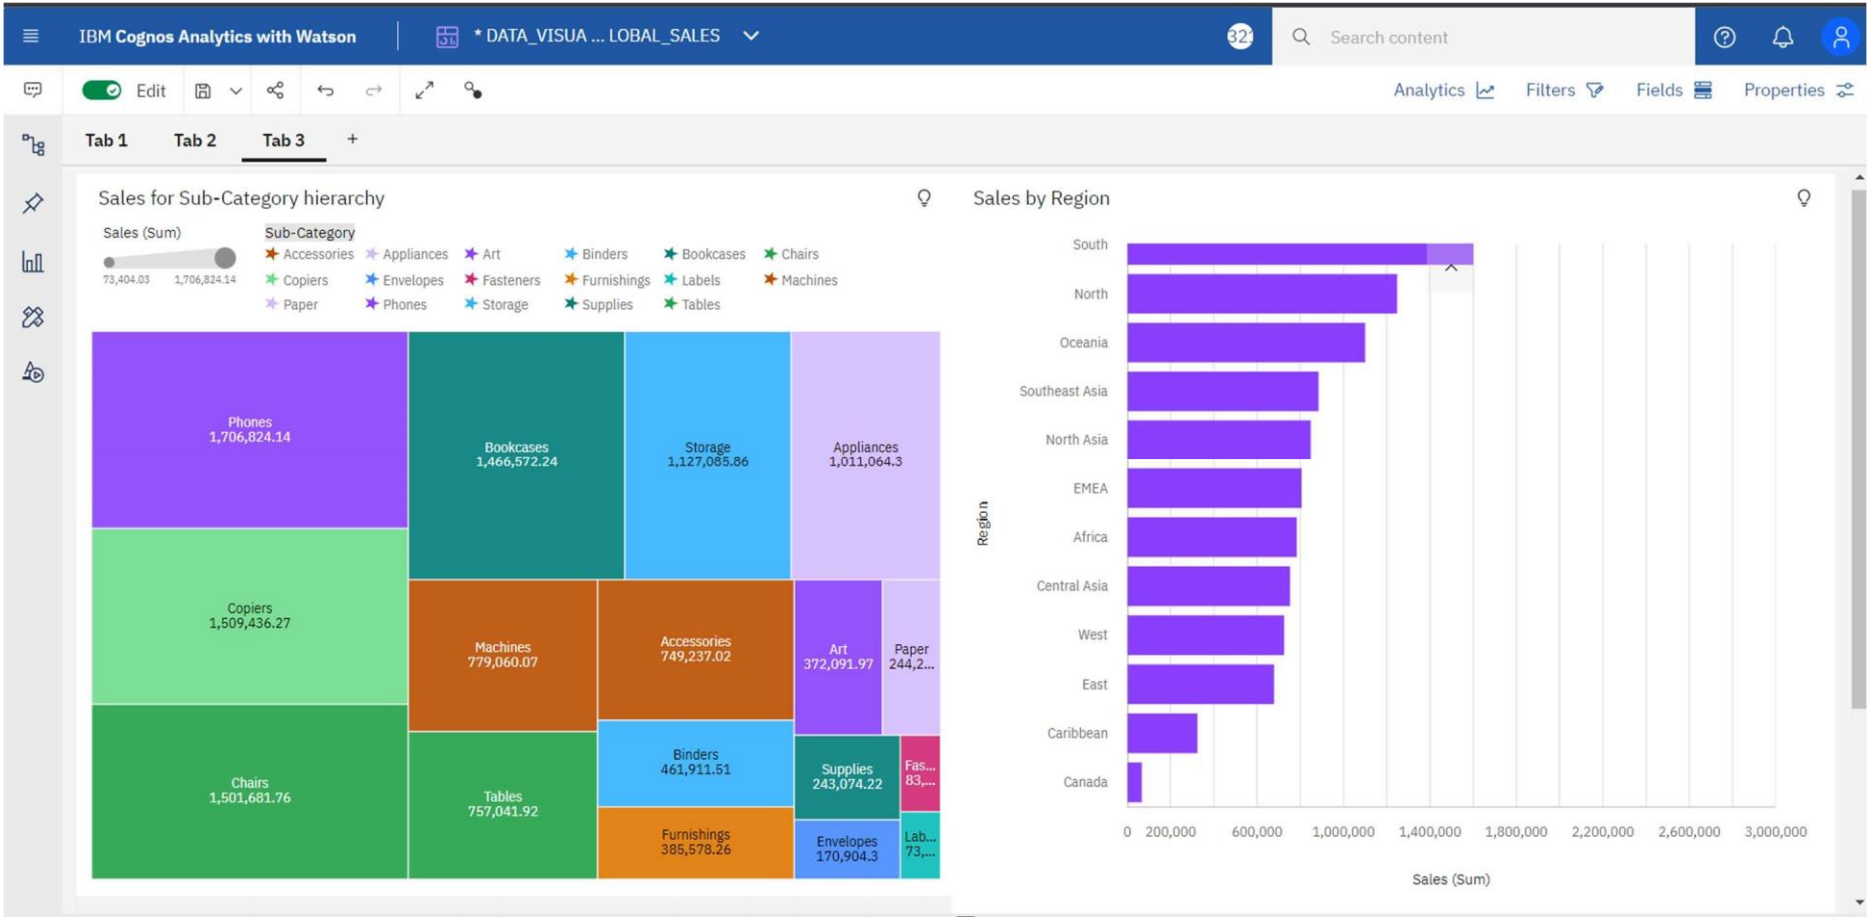 IBM Cognos Analytics with Watson
* DATA_VISUA ... LOBAL_SALES
Search content
Edit
Analytics Filters Fields Properties
Tab 1 Tab 2 Tab 3 +
Sales for Sub-Category hierarchy
Sales (Sum)
73,404.03 1,706,824.14
Sub-Category
Accessories Appliances Art Binders Bookcases Chairs
Copiers Envelopes Fasteners Furnishings Labels Machines
Paper Phones Storage Supplies Tables
Phones
1,706,824.14
Bookcases
1,466,572.24
Storage
1,127,085.86
Appliances
1,011,064.3
Copiers
1,509,436.27
Machines
779,060.07
Accessories
749,237.02
Art
372,091.97
Paper
244,2...
Chairs
1,501,681.76
Tables
757,041.92
Binders
461,911.51
Furnishings
385,578.26
Supplies
243,074.22
Fas...
83,...
Envelopes
170,904.3
Lab...
73,...
Sales by Region
South
North
Oceania
Southeast Asia
North Asia
EMEA
Africa
Central Asia
West
East
Caribbean
Canada
Region
0 200,000 600,000 1,000,000 1,400,000 1,800,000 2,200,000 2,600,000 3,000,000
Sales (Sum)